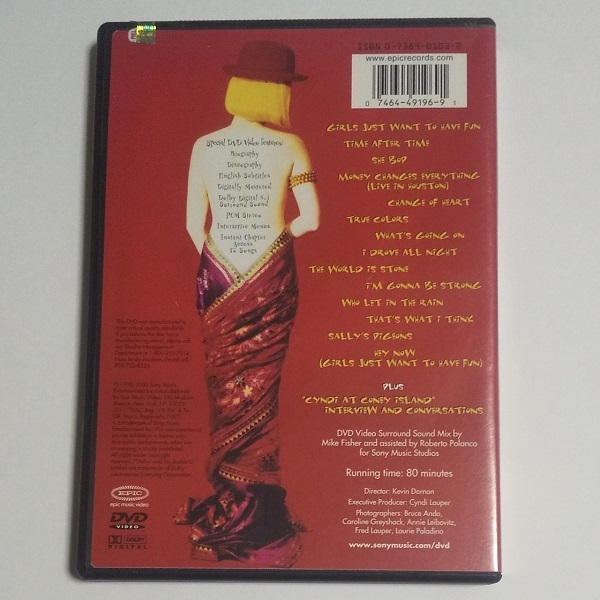 ISBN 0-7369-0103-2
www.epicrecords.com
0 7464-49196-9 1
Special DVD Video Features:
Biography
Discography
English Subtitles
Digitally Mastered
Dolby Digital 5.1
Surround Sound
PCM Stereo
Interactive Menus
Instant Chapter
Access
To Songs
GIRLS JUST WANT TO HAVE FUN
TIME AFTER TIME
SHE BOP
MONEY CHANGES EVERYTHING
(LIVE IN HOUSTON)
CHANGE OF HEART
TRUE COLORS
WHAT'S GOING ON
I DROVE ALL NIGHT
THE WORLD IS STONE
I'M GONNA BE STRONG
WHO LET IN THE RAIN
THAT'S WHAT I THINK
SALLY'S PIGEONS
HEY NOW
(GIRLS JUST WANT TO HAVE FUN)
PLUS
"CYNDI AT CONEY ISLAND"
INTERVIEW AND CONVERSATIONS
DVD Video Surround Sound Mix by
Mike Fisher and assisted by Roberto Polanco
for Sony Music Studios
Running time: 80 minutes
Director: Kevin Dornan
Executive Producer: Cyndi Lauper
Photographers: Bruce Ando,
Caroline Greyshock, Annie Leibovitz,
Fred Lauper, Laurie Paladino
www.sonymusic.com/dvd
EPIC
epic music video
DVD
VIDEO
DOLBY
DIGITAL